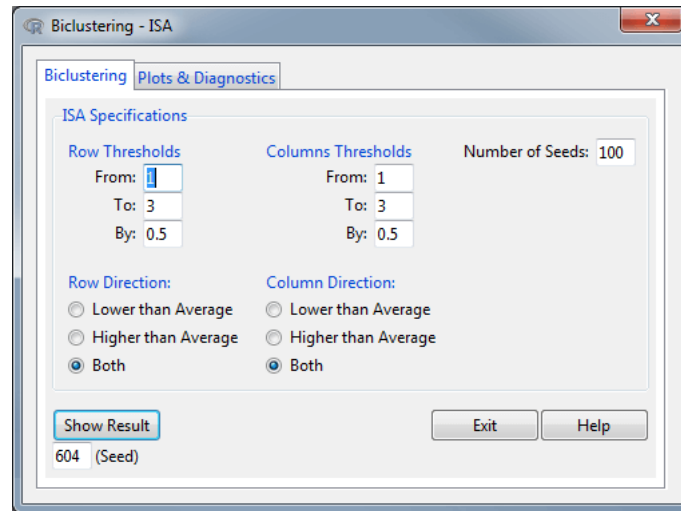 Biclustering - ISA
Biclustering Plots & Diagnostics
ISA Specifications
Row Thresholds Columns Thresholds Number of Seeds: 100
From: 1 From: 1
To: 3 To: 3
By: 0.5 By: 0.5
Row Direction: Column Direction:
Lower than Average Lower than Average
Higher than Average Higher than Average
Both Both
Show Result Exit Help
604 (Seed)